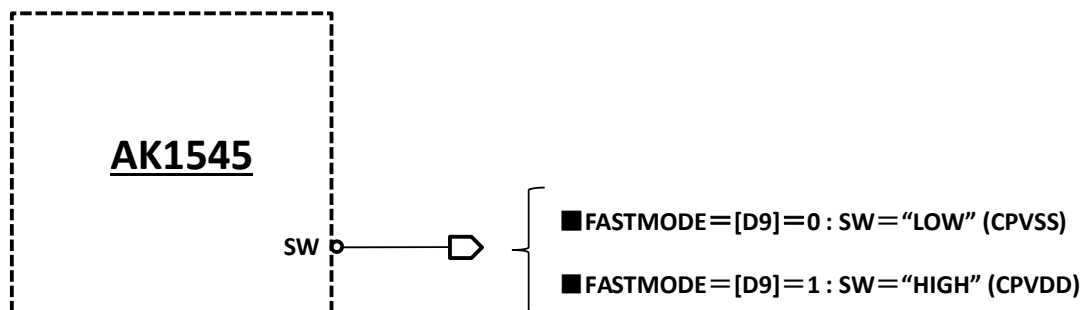 AK1545
SW
■FASTMODE＝[D9]＝0 : SW＝“LOW” (CPVSS)
■FASTMODE＝[D9]＝1 : SW＝“HIGH” (CPVDD)